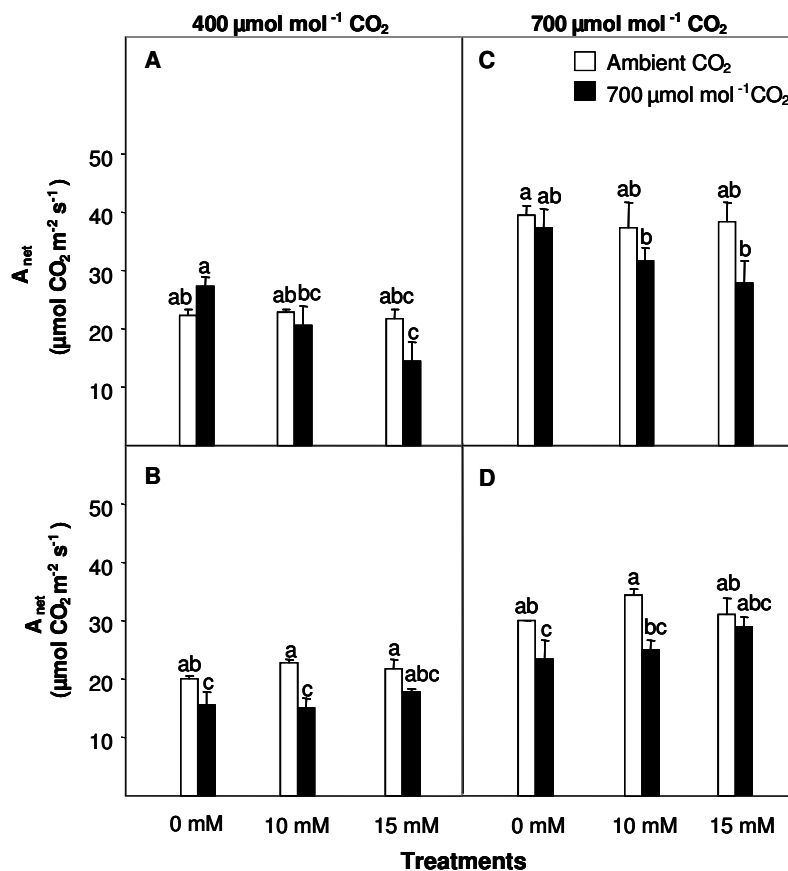 400 µmol mol⁻¹ CO₂
700 µmol mol⁻¹ CO₂
A
C
Ambient CO₂
700 µmol mol⁻¹CO₂
A_net
(µmol CO₂ m⁻² s⁻¹)
50
40
30
20
10
ab a
ab bc
abc c
a ab
ab b
ab b
B
D
A_net
(µmol CO₂ m⁻² s⁻¹)
50
40
30
20
10
ab c
a c
a abc
ab c
a bc
ab abc
0 mM 10 mM 15 mM 0 mM 10 mM 15 mM
Treatments